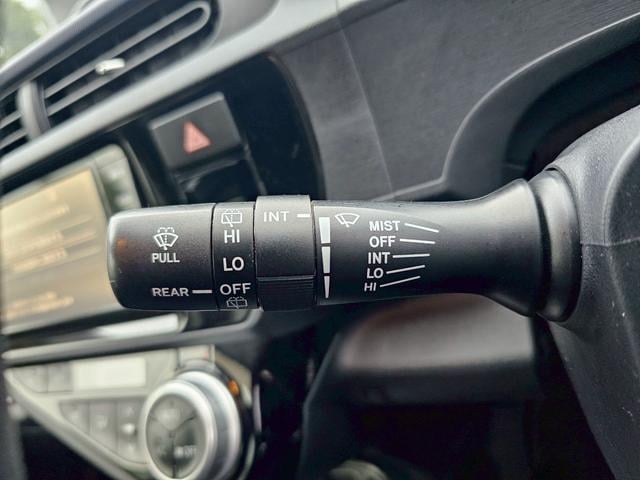 PULL
REAR
HI
LO
OFF
INT
MIST
OFF
INT
LO
HI